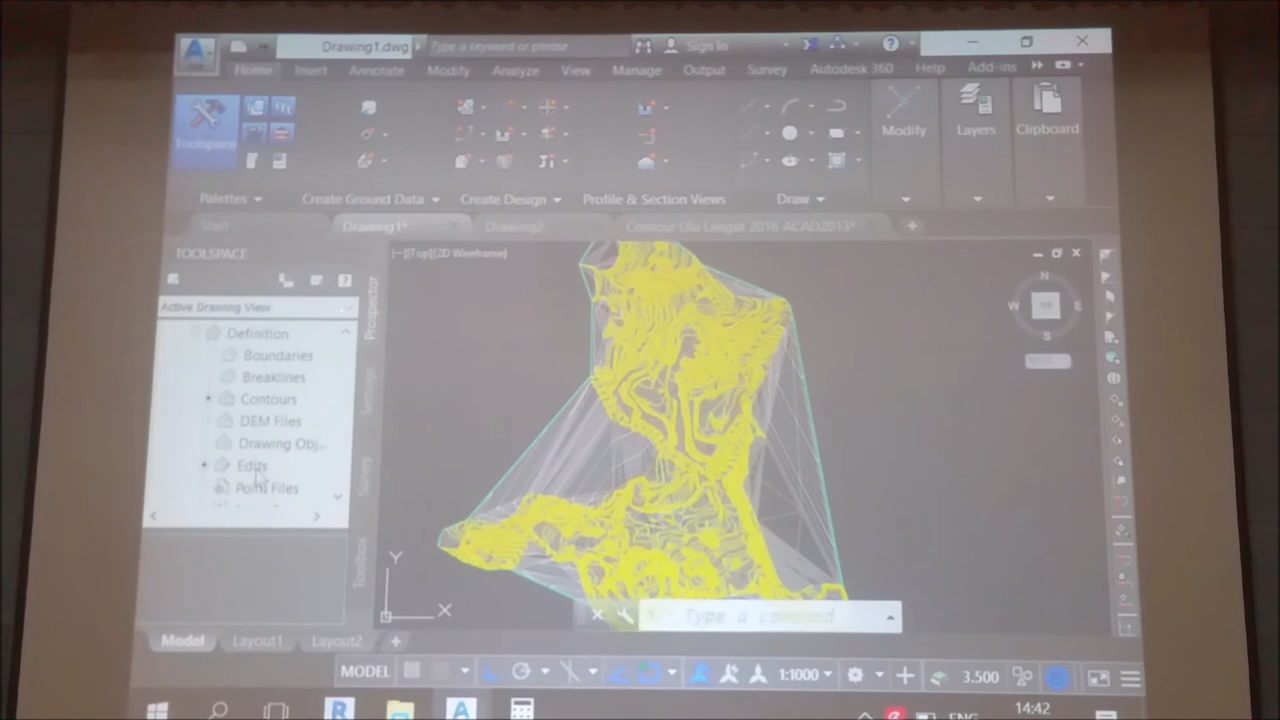 Drawing1.dwg Type a keyword or phrase Sign In
Home Insert Annotate Modify Analyze View Manage Output Survey Autodesk 360 Help Add-ins
Toolspace
Modify Layers Clipboard
Palettes Create Ground Data Create Design Profile & Section Views Draw
Start Drawing1* Drawing2 Contour Ulu Langat 2016 ACAD2013*
TOOLSPACE
[−][Top][2D Wireframe]
Active Drawing View
Prospector
Settings
Survey
Toolbox
Definition
Boundaries
Breaklines
Contours
DEM Files
Drawing Obj...
Edits
Point Files
N
W TOP E
S
Y
X
Type a command
Model Layout1 Layout2
MODEL 1:1000 3.500
R A ENG 14:42